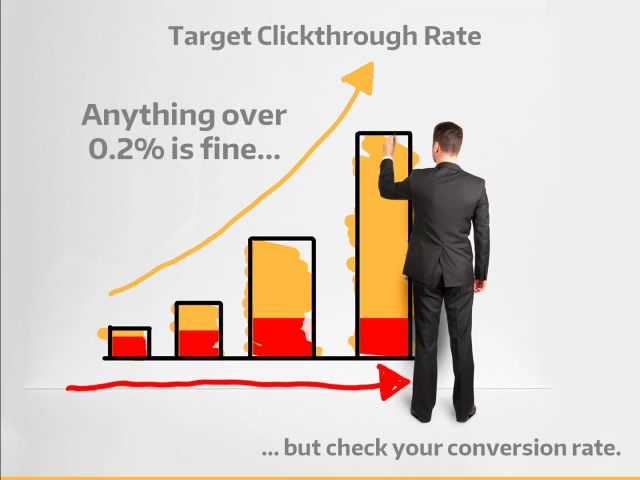 Target Clickthrough Rate
Anything over
0.2% is fine...
... but check your conversion rate.